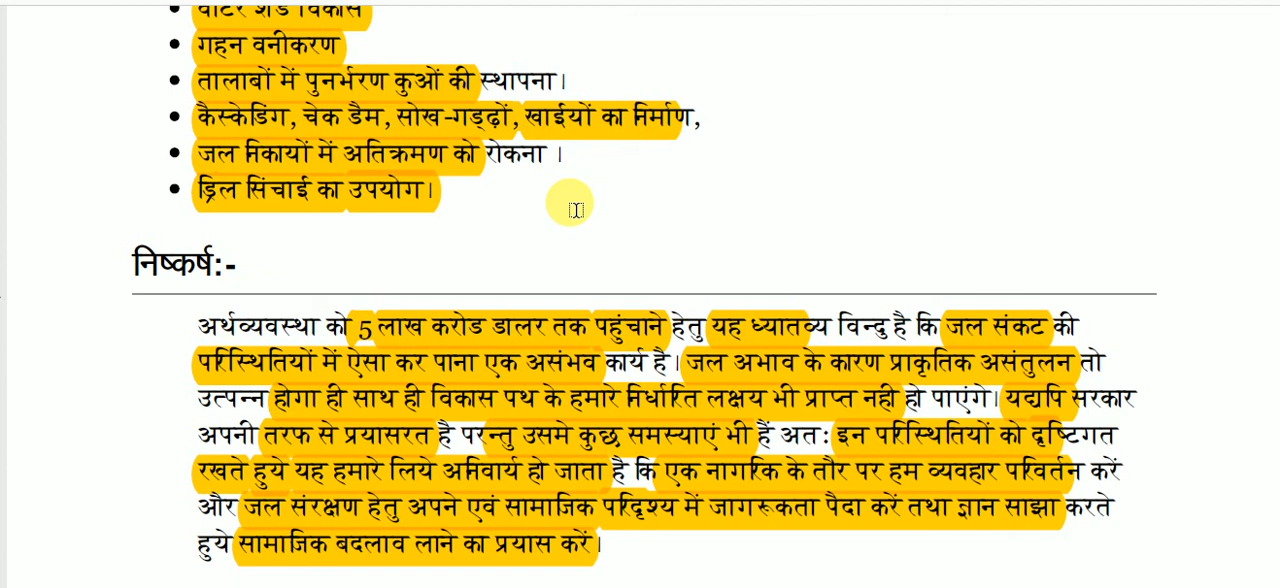 वाटर शेड विकास
गहन वनीकरण
तालाबों में पुनर्भरण कुओं की स्थापना।
कैस्केडिंग, चेक डैम, सोख-गड्ढ़ों, खाईयों का निर्माण,
जल निकायों में अतिक्रमण को रोकना ।
ड्रिल सिंचाई का उपयोग।
निष्कर्ष:-
अर्थव्यवस्था को 5 लाख करोड डालर तक पहुंचाने हेतु यह ध्यातव्य विन्दु है कि जल संकट की
परिस्थितियों में ऐसा कर पाना एक असंभव कार्य है। जल अभाव के कारण प्राकृतिक असंतुलन तो
उत्पन्न होगा ही साथ ही विकास पथ के हमारे निर्धारित लक्षय भी प्राप्त नही हो पाएंगे। यद्यपि सरकार
अपनी तरफ से प्रयासरत है परन्तु उसमे कुछ समस्याएं भी हैं अतः इन परिस्थितियों को दृष्टिगत
रखते हुये यह हमारे लिये अनिवार्य हो जाता है कि एक नागरिक के तौर पर हम व्यवहार परिवर्तन करें
और जल संरक्षण हेतु अपने एवं सामाजिक परिदृश्य में जागरूकता पैदा करें तथा ज्ञान साझा करते
हुये सामाजिक बदलाव लाने का प्रयास करें।